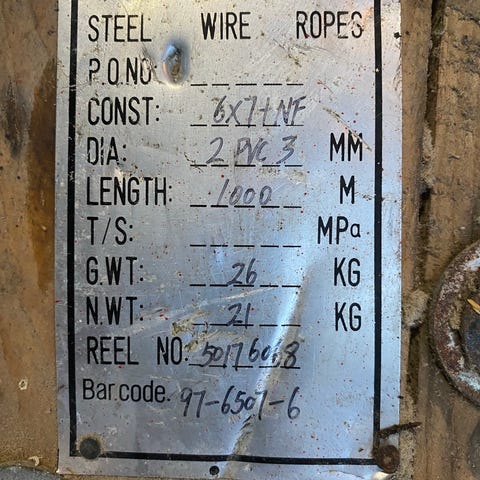 STEEL WIRE ROPES
P.O.NO:
CONST: 6x7+NF
DIA: 2 PVC 3 MM
LENGTH: 1000 M
T/S: MPa
G.WT: 26 KG
N.WT: 21 KG
REEL NO: 50176068
Bar.code. 97-6507-6